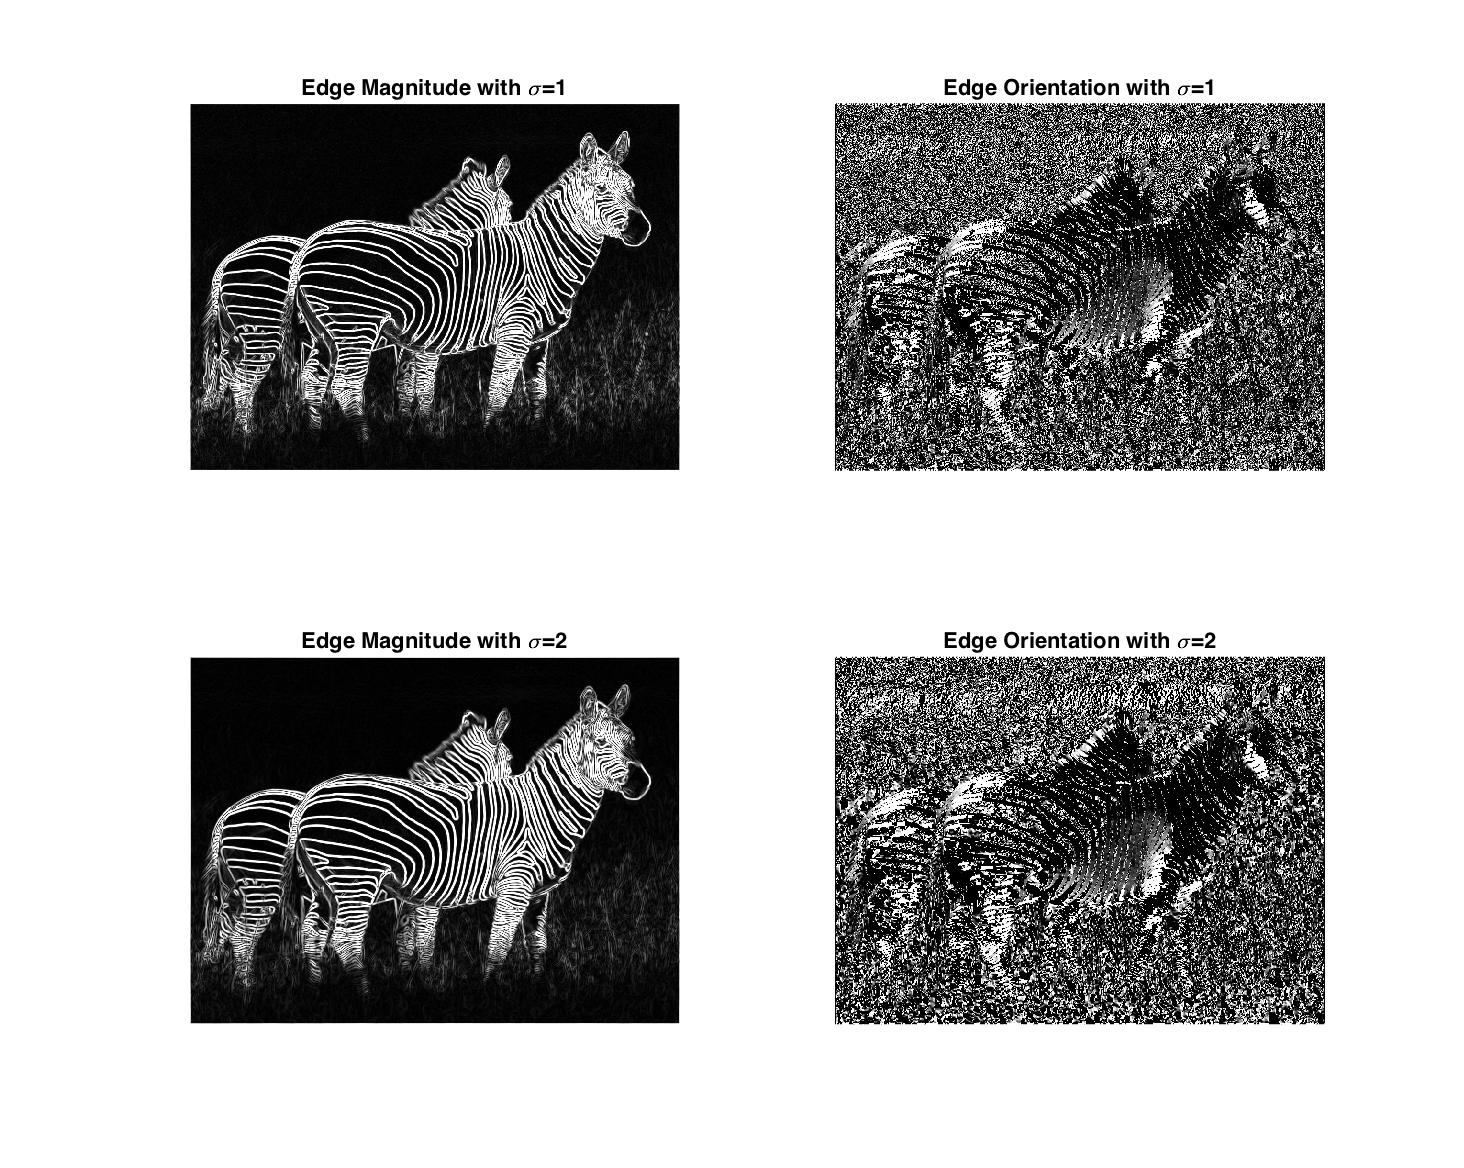 Edge Magnitude with σ=1
Edge Orientation with σ=1
Edge Magnitude with σ=2
Edge Orientation with σ=2